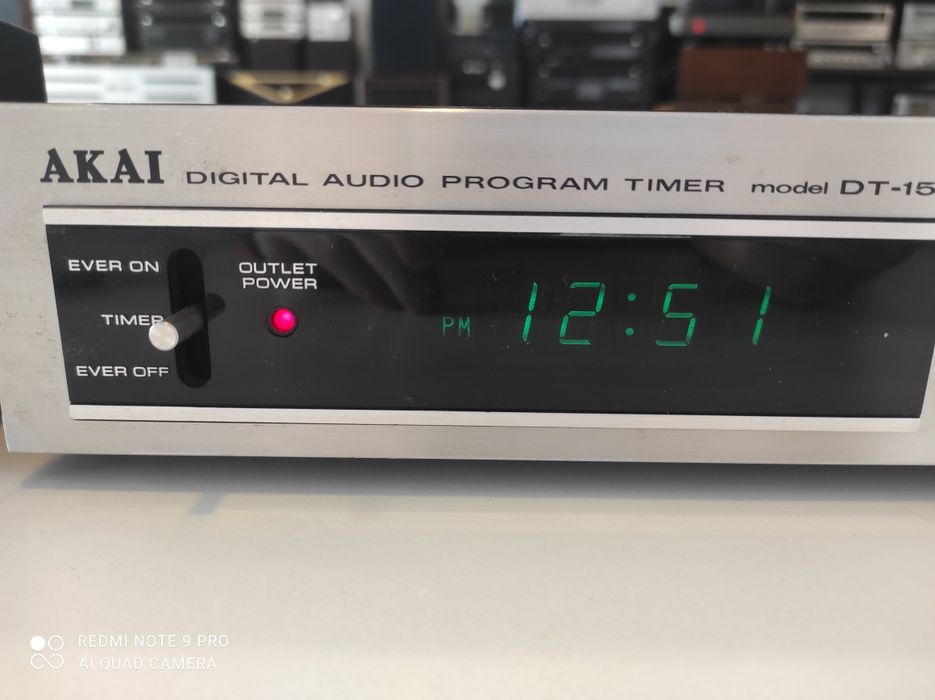 AKAI DIGITAL AUDIO PROGRAM TIMER model DT-15
EVER ON
TIMER
EVER OFF
OUTLET
POWER
PM 12:51
REDMI NOTE 9 PRO
AI QUAD CAMERA